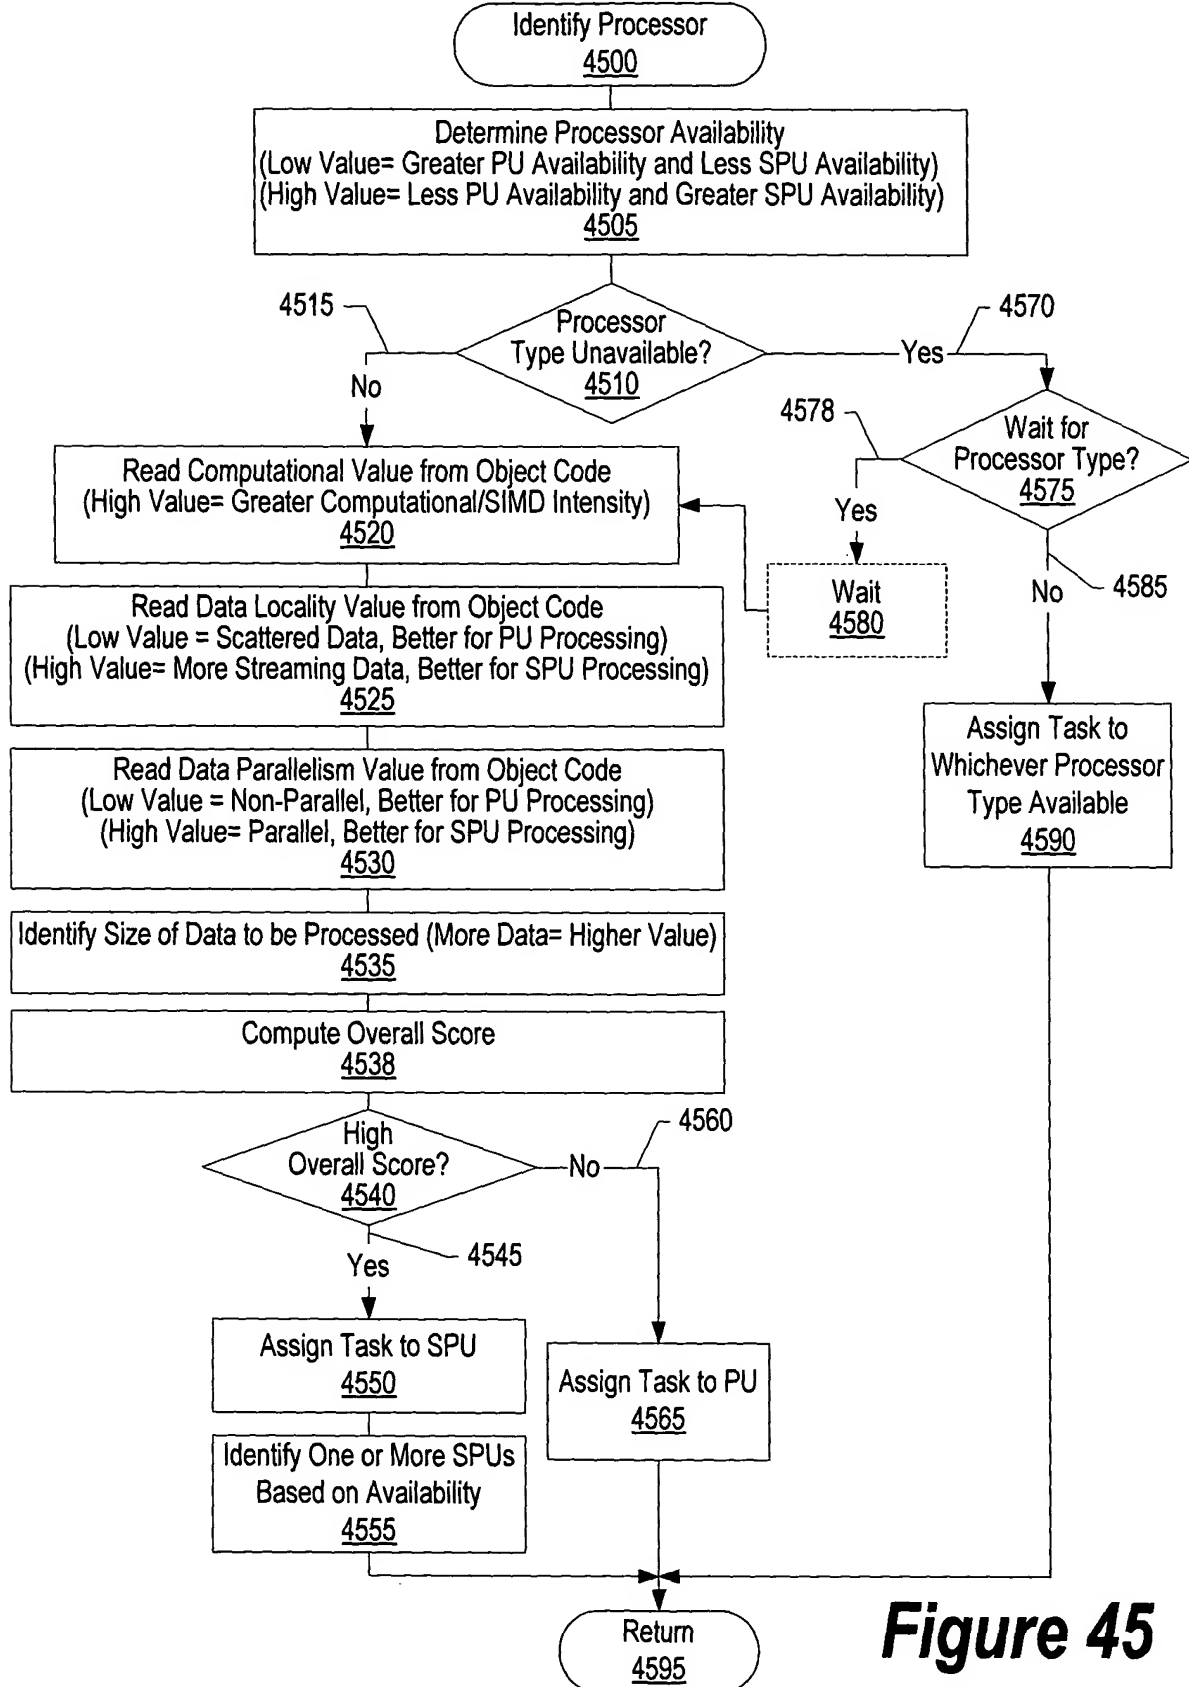 Identify Processor
4500
Determine Processor Availability
(Low Value= Greater PU Availability and Less SPU Availability)
(High Value= Less PU Availability and Greater SPU Availability)
4505
4515
Processor
Type Unavailable?
4510
4570
Yes
No
4578
Wait for
Processor Type?
4575
Read Computational Value from Object Code
(High Value= Greater Computational/SIMD Intensity)
4520
Yes
Wait
4580
No
4585
Read Data Locality Value from Object Code
(Low Value = Scattered Data, Better for PU Processing)
(High Value= More Streaming Data, Better for SPU Processing)
4525
Assign Task to
Whichever Processor
Type Available
4590
Read Data Parallelism Value from Object Code
(Low Value = Non-Parallel, Better for PU Processing)
(High Value= Parallel, Better for SPU Processing)
4530
Identify Size of Data to be Processed (More Data= Higher Value)
4535
Compute Overall Score
4538
High
Overall Score?
4540
4560
No
4545
Yes
Assign Task to SPU
4550
Assign Task to PU
4565
Identify One or More SPUs
Based on Availability
4555
Return
4595
Figure 45